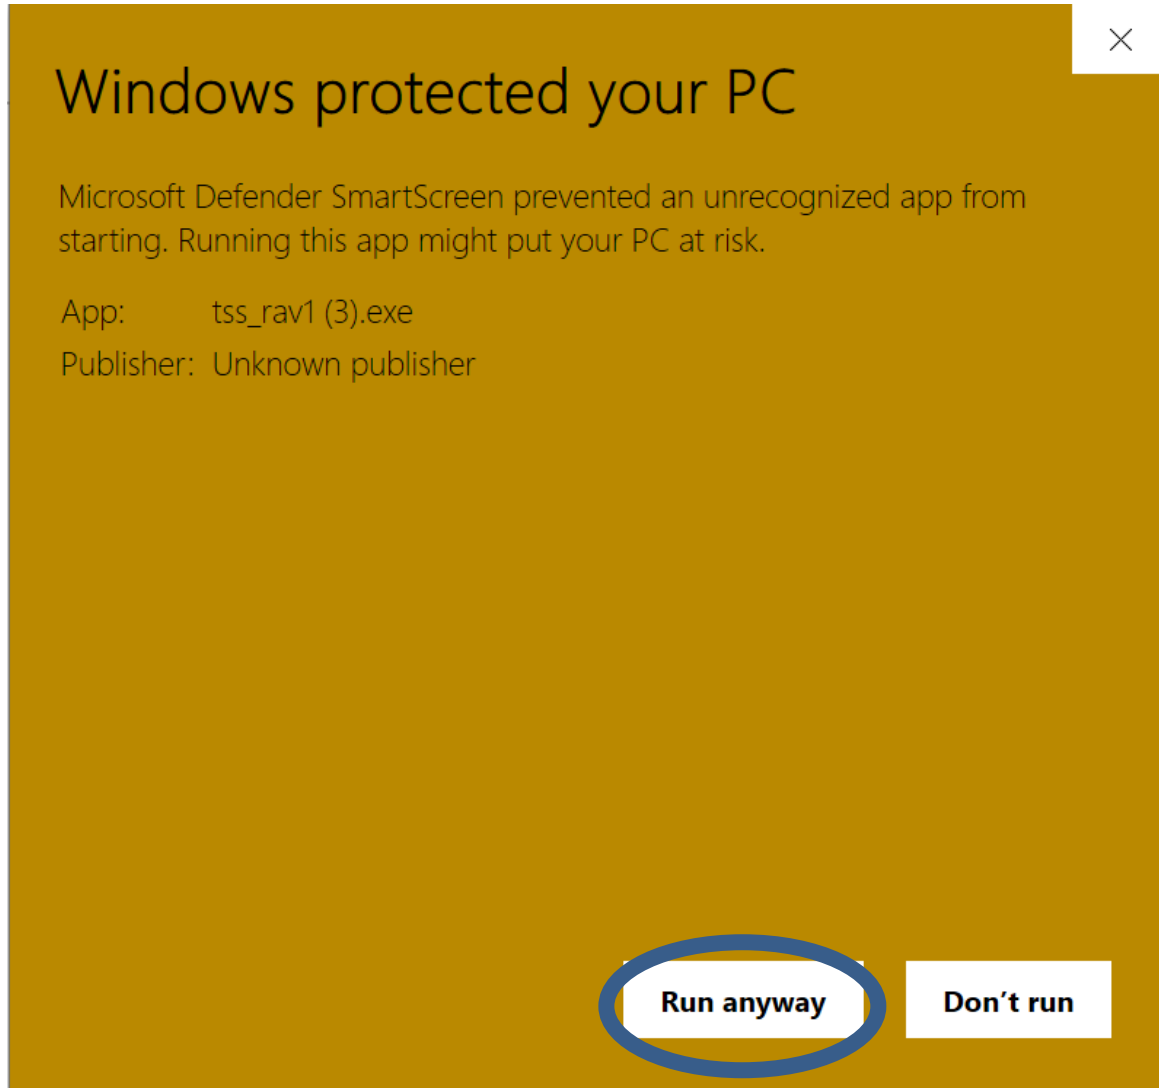 Windows protected your PC
Microsoft Defender SmartScreen prevented an unrecognized app from
starting. Running this app might put your PC at risk.
App: tss_rav1 (3).exe
Publisher: Unknown publisher
Run anyway Don't run